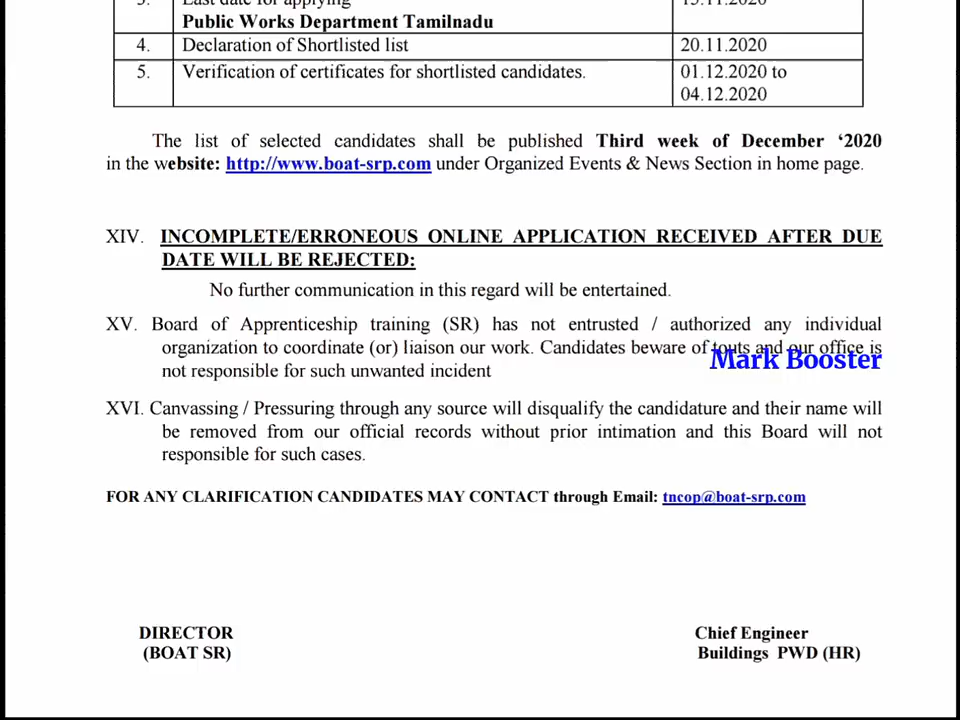 3. Last date for applying 15.11.2020
Public Works Department Tamilnadu
4. Declaration of Shortlisted list 20.11.2020
5. Verification of certificates for shortlisted candidates. 01.12.2020 to
04.12.2020
The list of selected candidates shall be published Third week of December ‘2020
in the website: http://www.boat-srp.com under Organized Events & News Section in home page.
XIV. INCOMPLETE/ERRONEOUS ONLINE APPLICATION RECEIVED AFTER DUE
DATE WILL BE REJECTED:
No further communication in this regard will be entertained.
XV. Board of Apprenticeship training (SR) has not entrusted / authorized any individual
organization to coordinate (or) liaison our work. Candidates beware of touts and our office is
Mark Booster
not responsible for such unwanted incident
XVI. Canvassing / Pressuring through any source will disqualify the candidature and their name will
be removed from our official records without prior intimation and this Board will not
responsible for such cases.
FOR ANY CLARIFICATION CANDIDATES MAY CONTACT through Email: tncop@boat-srp.com
DIRECTOR Chief Engineer
(BOAT SR) Buildings PWD (HR)